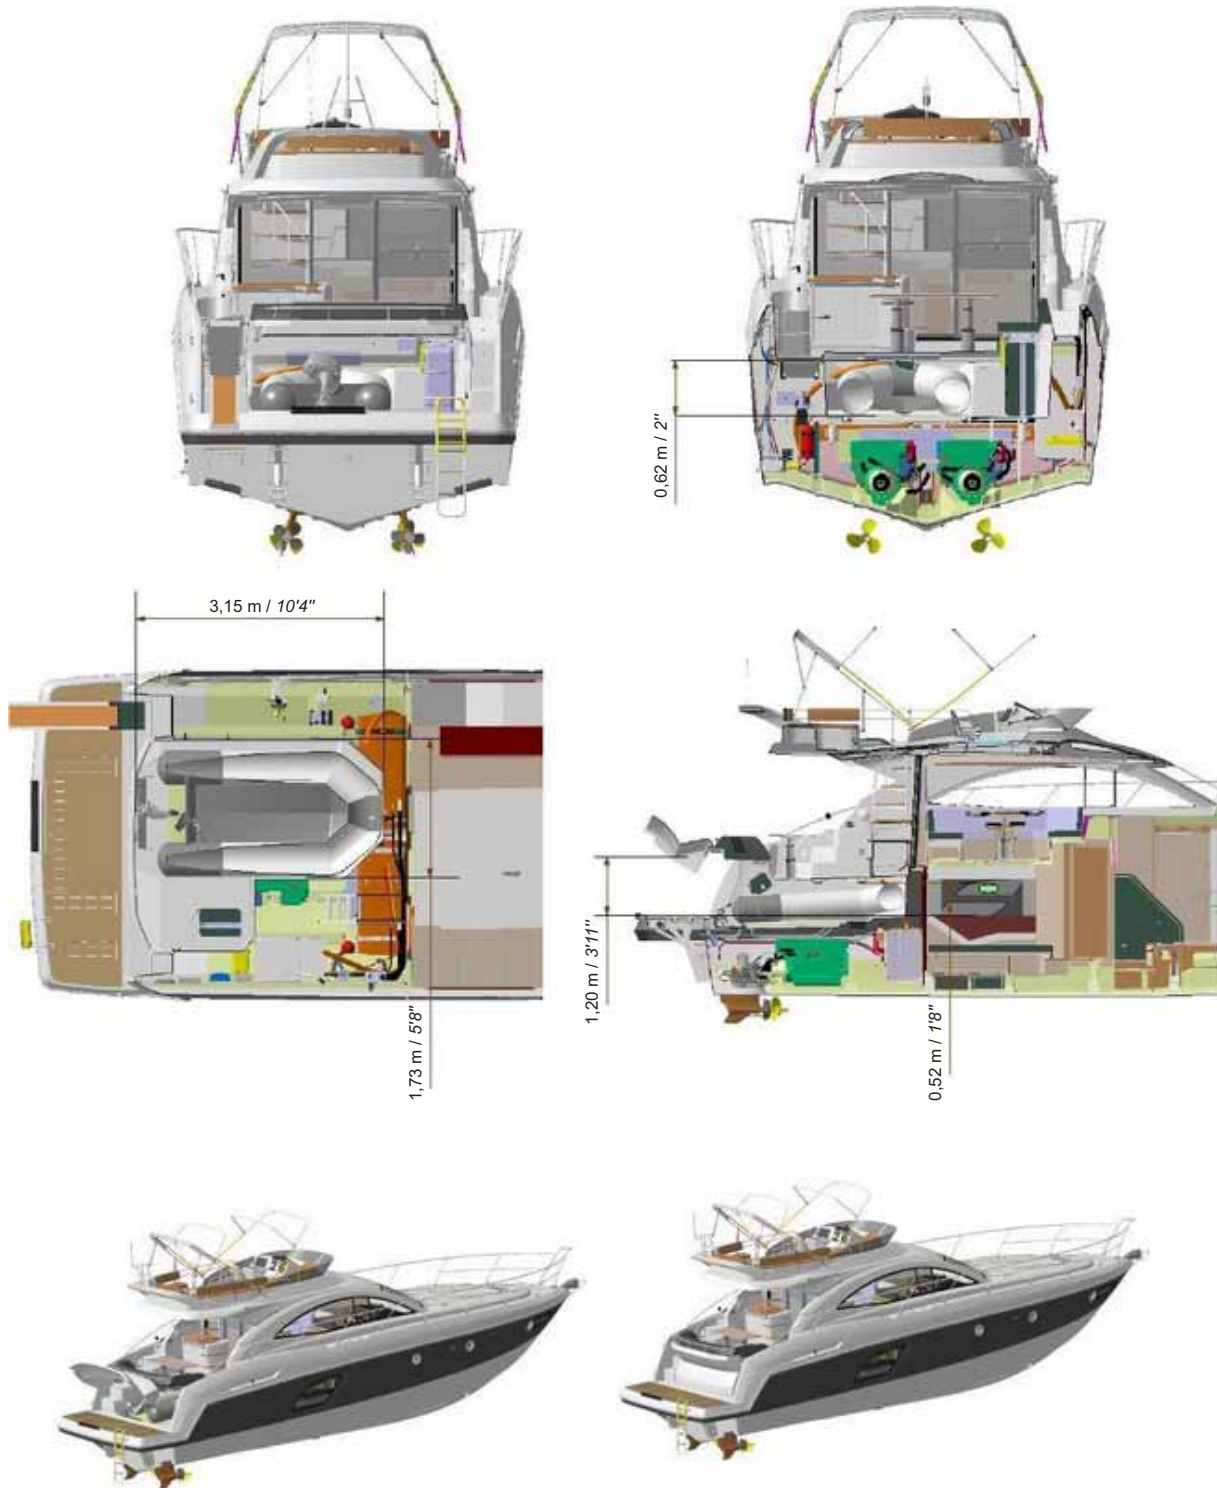 0,62 m / 2"
3,15 m / 10'4"
1,73 m / 5'8"
1,20 m / 3'11"
0,52 m / 1'8"